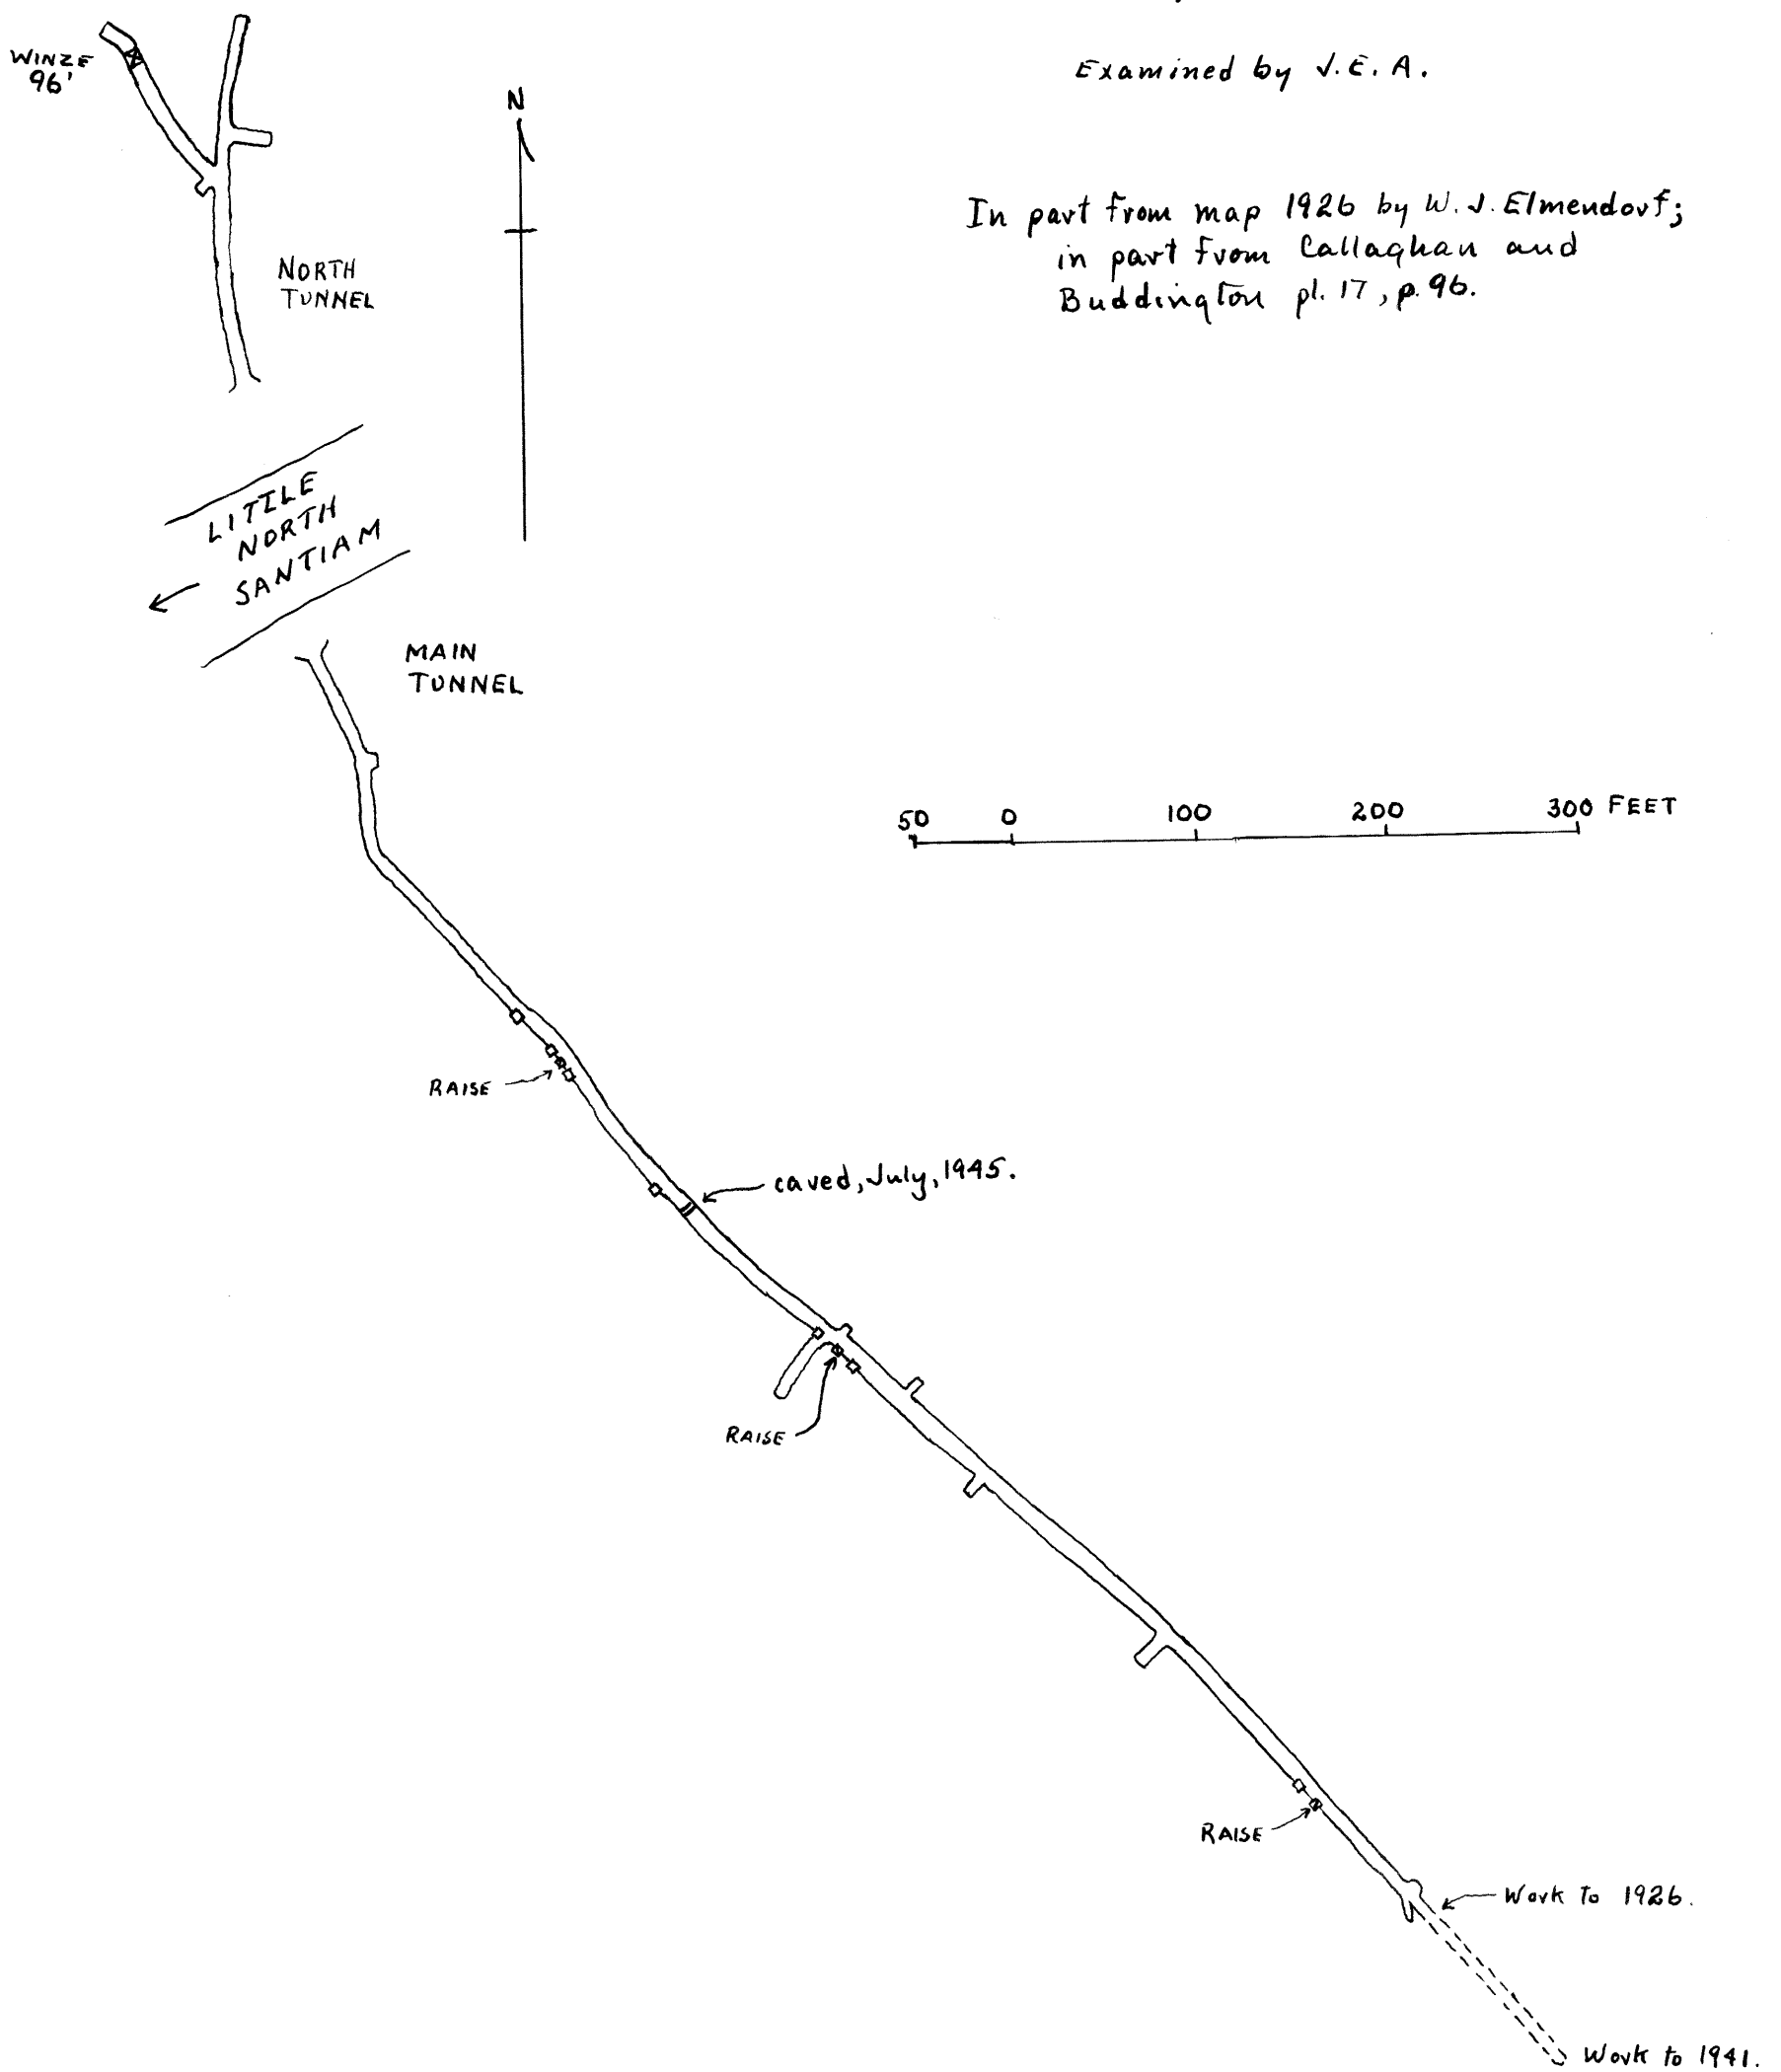 Examined by J.E.A.
In part from map 1926 by W.J. Elmendorf;
in part from Callaghan and
Buddington pl. 17, p. 96.
WINZE
96'
N
NORTH
TUNNEL
LITTLE
NORTH
SANTIAM
MAIN
TUNNEL
50 0 100 200 300 FEET
RAISE
caved, July, 1945.
RAISE
RAISE
Work to 1926.
Work to 1941.